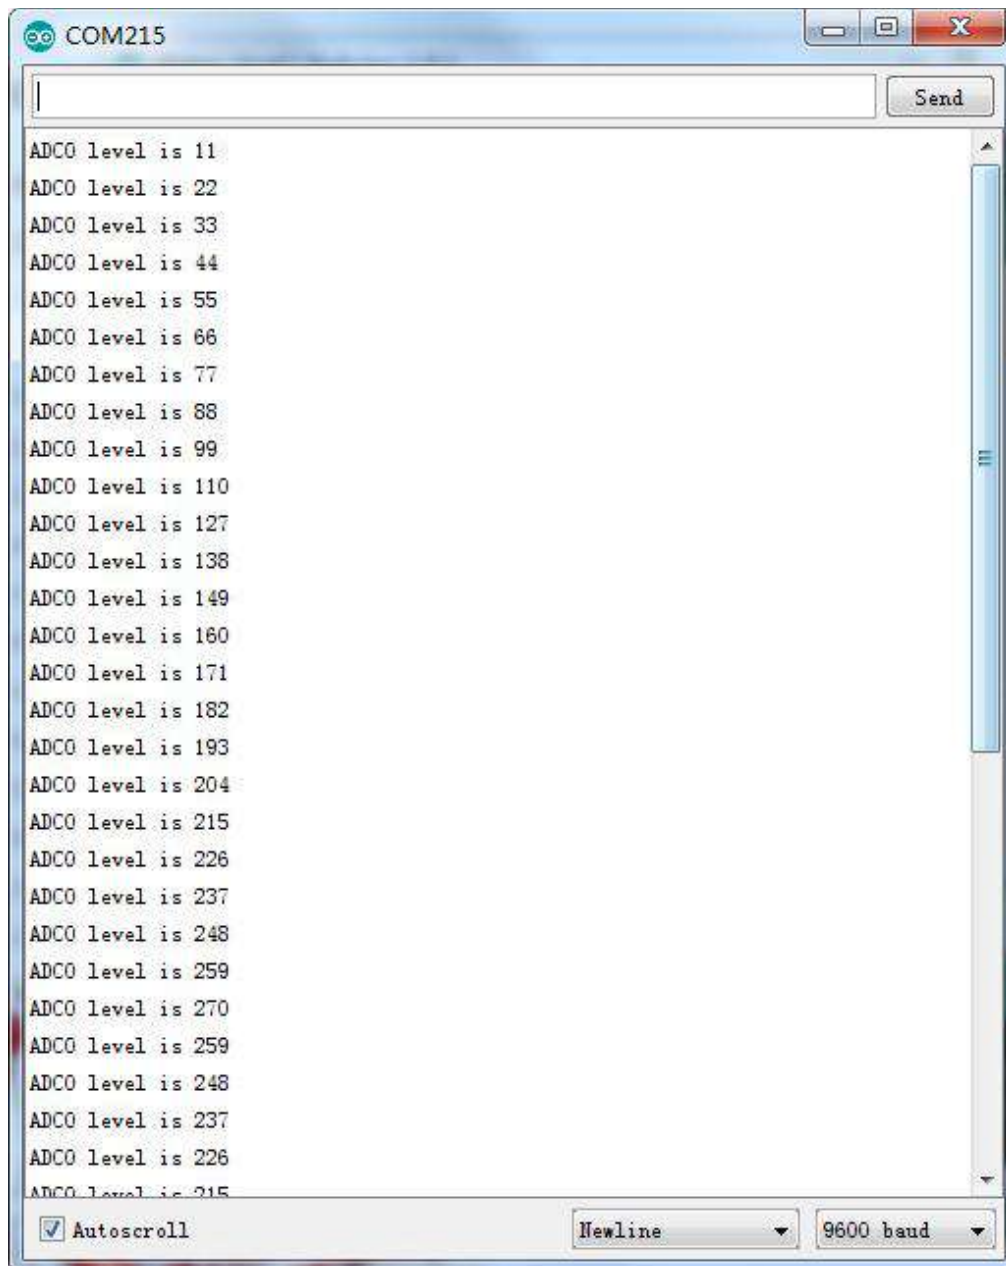 COM215
Send
ADC0 level is 11
ADC0 level is 22
ADC0 level is 33
ADC0 level is 44
ADC0 level is 55
ADC0 level is 66
ADC0 level is 77
ADC0 level is 88
ADC0 level is 99
ADC0 level is 110
ADC0 level is 127
ADC0 level is 138
ADC0 level is 149
ADC0 level is 160
ADC0 level is 171
ADC0 level is 182
ADC0 level is 193
ADC0 level is 204
ADC0 level is 215
ADC0 level is 226
ADC0 level is 237
ADC0 level is 248
ADC0 level is 259
ADC0 level is 270
ADC0 level is 259
ADC0 level is 248
ADC0 level is 237
ADC0 level is 226
ADC0 level is 215
Autoscroll
Newline
9600 baud